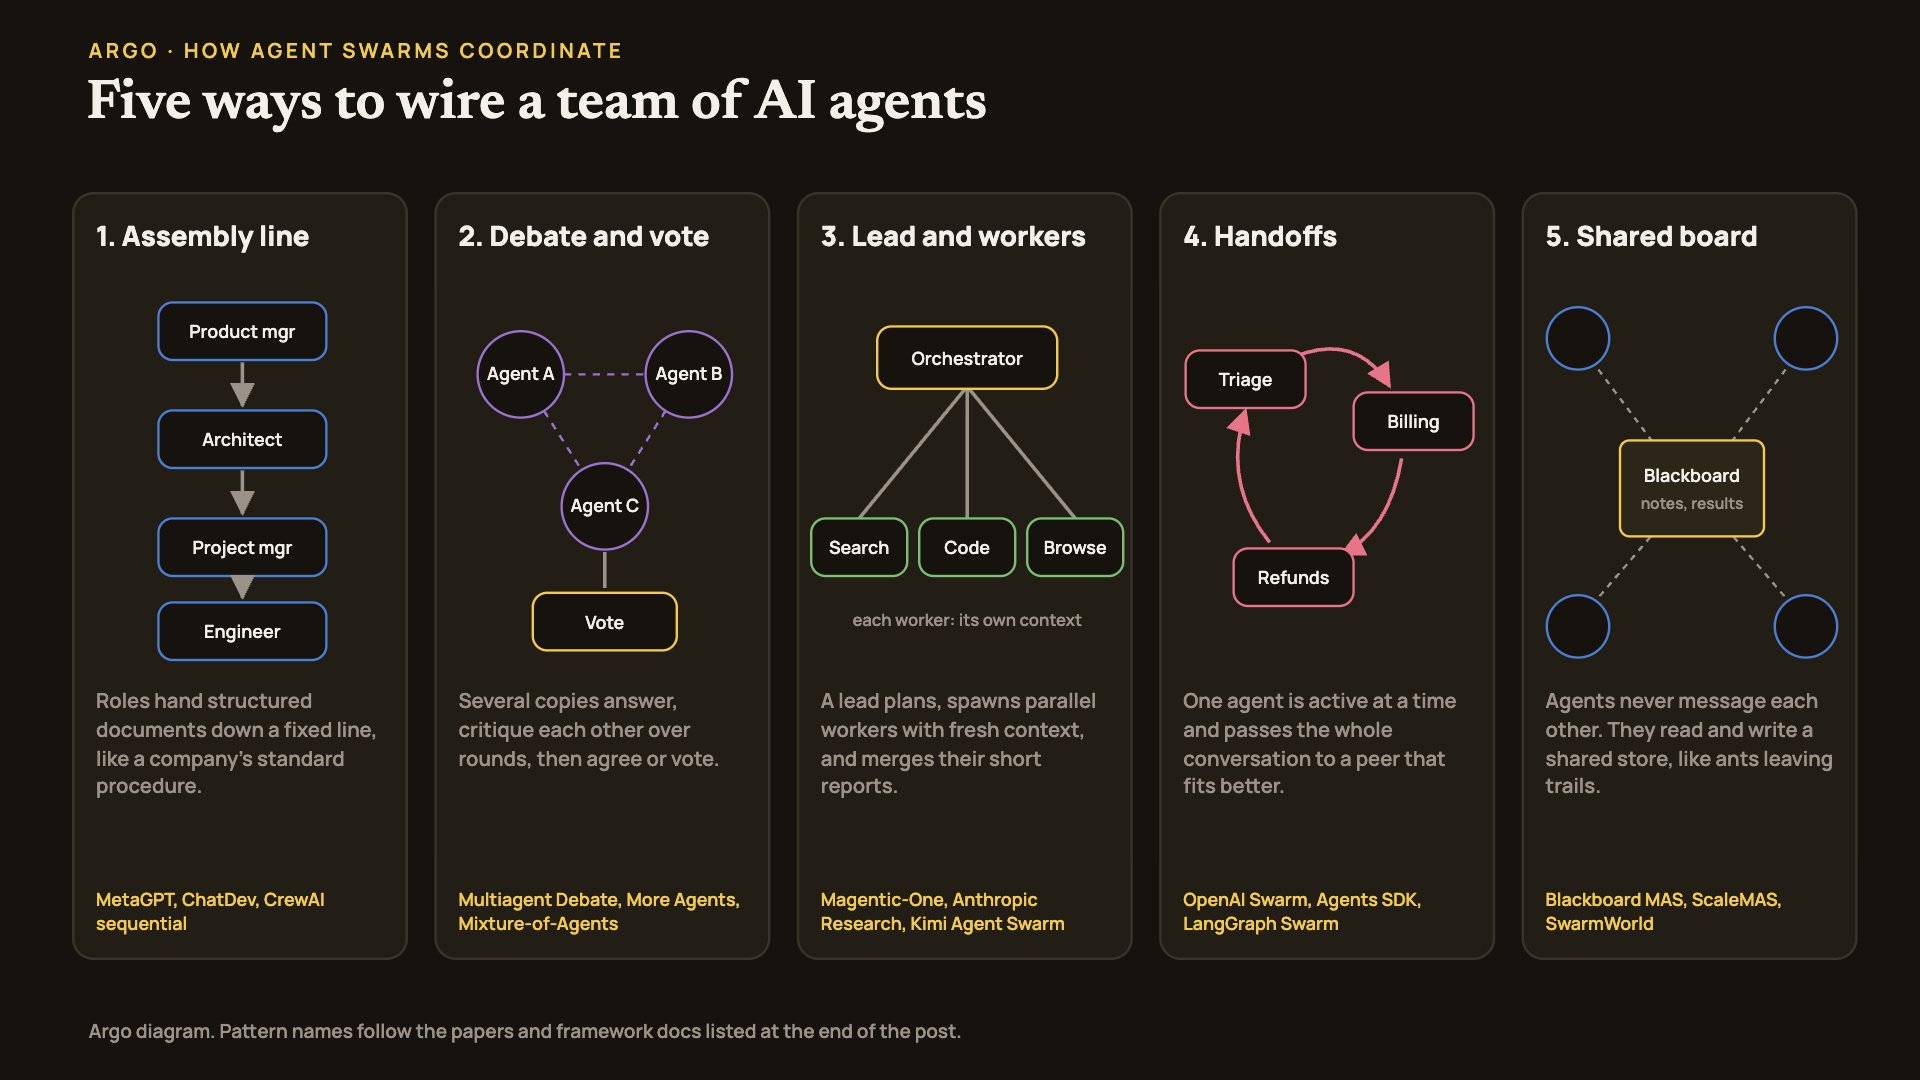 ARGO · HOW AGENT SWARMS COORDINATE
Five ways to wire a team of AI agents
1. Assembly line
Product mgr
Architect
Project mgr
Engineer
Roles hand structured
documents down a fixed line,
like a company's standard
procedure.
MetaGPT, ChatDev, CrewAI
sequential
2. Debate and vote
Agent A
Agent B
Agent C
Vote
Several copies answer,
critique each other over
rounds, then agree or vote.
Multiagent Debate, More Agents,
Mixture-of-Agents
3. Lead and workers
Orchestrator
Search
Code
Browse
each worker: its own context
A lead plans, spawns parallel
workers with fresh context,
and merges their short
reports.
Magentic-One, Anthropic
Research, Kimi Agent Swarm
4. Handoffs
Triage
Billing
Refunds
One agent is active at a time
and passes the whole
conversation to a peer that
fits better.
OpenAI Swarm, Agents SDK,
LangGraph Swarm
5. Shared board
Blackboard
notes, results
Agents never message each
other. They read and write a
shared store, like ants leaving
trails.
Blackboard MAS, ScaleMAS,
SwarmWorld
Argo diagram. Pattern names follow the papers and framework docs listed at the end of the post.